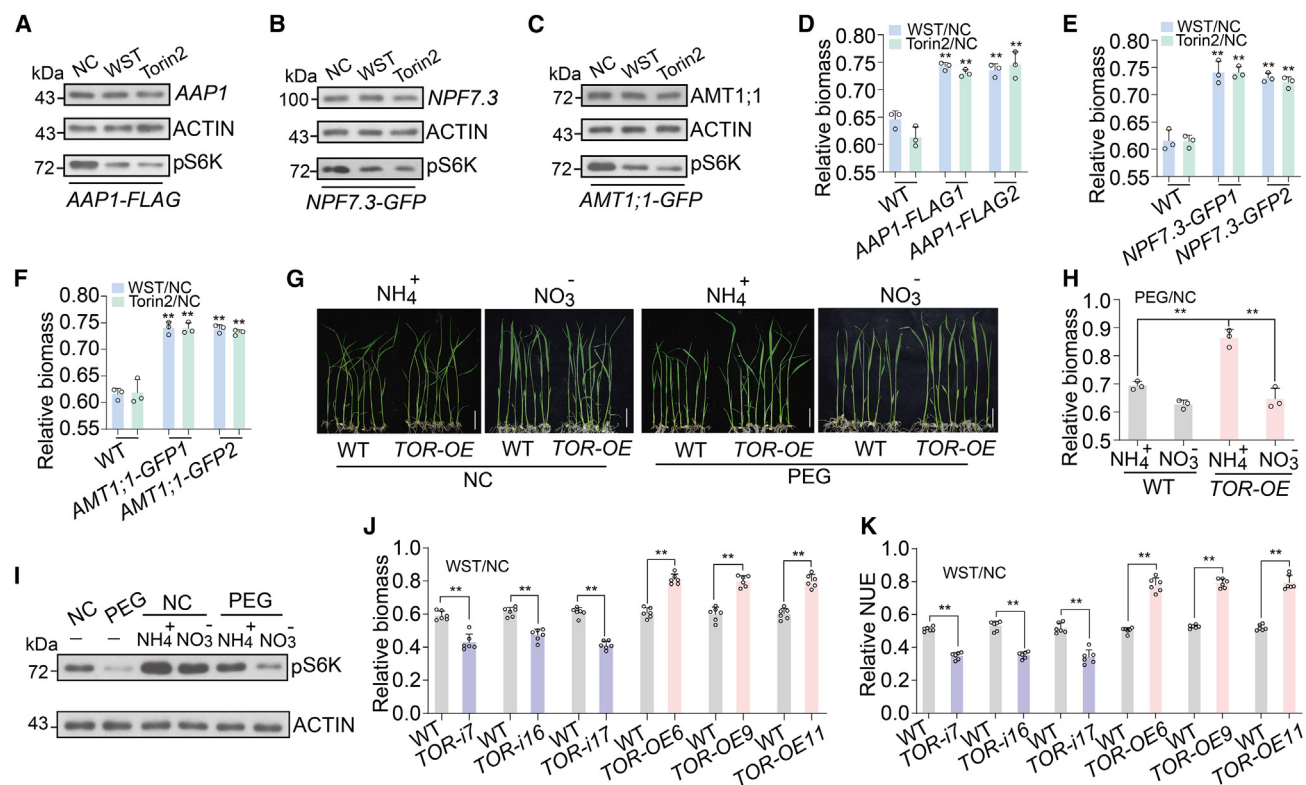 A
NC WST Torin2
kDa
43 AAP1
43 ACTIN
72 pS6K
AAP1-FLAG
B
NC WST Torin2
kDa
100 NPF7.3
43 ACTIN
72 pS6K
NPF7.3-GFP
C
NC WST Torin2
kDa
72 AMT1;1
43 ACTIN
72 pS6K
AMT1;1-GFP
D
WST/NC
Torin2/NC
Relative biomass
0.80
0.75
0.70
0.65
0.60
0.55
** ** ** **
WT AAP1-FLAG1 AAP1-FLAG2
E
WST/NC
Torin2/NC
Relative biomass
0.80
0.75
0.70
0.65
0.60
0.55
** ** ** **
WT NPF7.3-GFP1 NPF7.3-GFP2
F
WST/NC
Torin2/NC
Relative biomass
0.80
0.75
0.70
0.65
0.60
0.55
** ** ** **
WT AMT1;1-GFP1 AMT1;1-GFP2
G
NH4+ NO3- NH4+ NO3-
WT TOR-OE WT TOR-OE WT TOR-OE WT TOR-OE
NC PEG
H
PEG/NC
Relative biomass
1.0
0.9
0.8
0.7
0.6
0.5
** **
NH4+ NO3- NH4+ NO3-
WT TOR-OE
I
NC PEG NC PEG
– – NH4+ NO3- NH4+ NO3-
kDa
72 pS6K
43 ACTIN
J
WST/NC
Relative biomass
1.0
0.8
0.6
0.4
0.2
0.0
** ** ** ** ** **
WT TOR-i7 WT TOR-i16 WT TOR-i17 WT TOR-OE6 WT TOR-OE9 WT TOR-OE11
K
WST/NC
Relative NUE
1.0
0.8
0.6
0.4
0.2
0.0
** ** ** ** ** **
WT TOR-i7 WT TOR-i16 WT TOR-i17 WT TOR-OE6 WT TOR-OE9 WT TOR-OE11